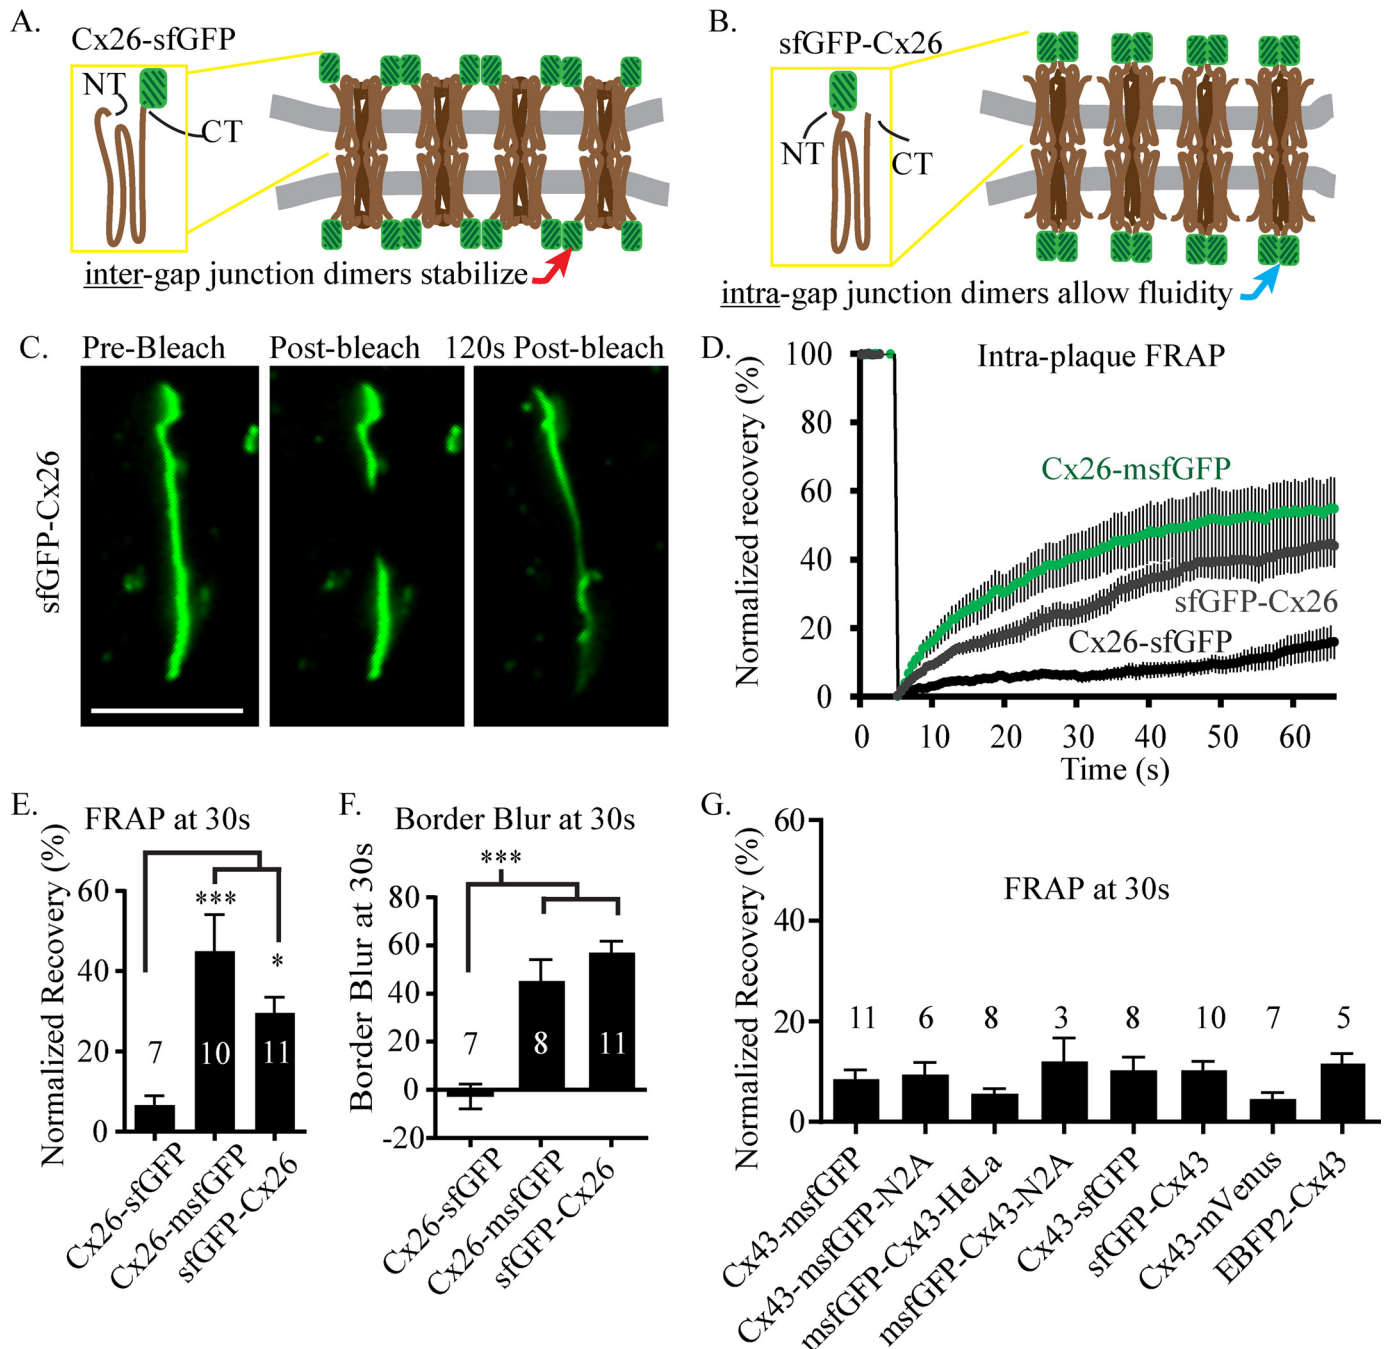 A.
Cx26-sfGFP
NT
CT
inter-gap junction dimers stabilize
B.
sfGFP-Cx26
NT
CT
intra-gap junction dimers allow fluidity
C.
Pre-Bleach
Post-bleach
120s Post-bleach
sfGFP-Cx26
D.
Intra-plaque FRAP
Normalized recovery (%)
100
80
60
40
20
0
Cx26-msfGFP
sfGFP-Cx26
Cx26-sfGFP
0
10
20
30
40
50
60
Time (s)
E.
FRAP at 30s
Normalized Recovery (%)
60
40
20
0
***
*
7
10
11
Cx26-sfGFP
Cx26-msfGFP
sfGFP-Cx26
F.
Border Blur at 30s
Border Blur at 30s
80
60
40
20
0
-20
***
7
8
11
Cx26-sfGFP
Cx26-msfGFP
sfGFP-Cx26
G.
FRAP at 30s
Normalized Recovery (%)
60
40
20
0
11
6
8
3
8
10
7
5
Cx43-msfGFP
Cx43-msfGFP-N2A
msfGFP-Cx43-HeLa
msfGFP-Cx43-N2A
Cx43-sfGFP
sfGFP-Cx43
Cx43-mVenus
EBFP2-Cx43